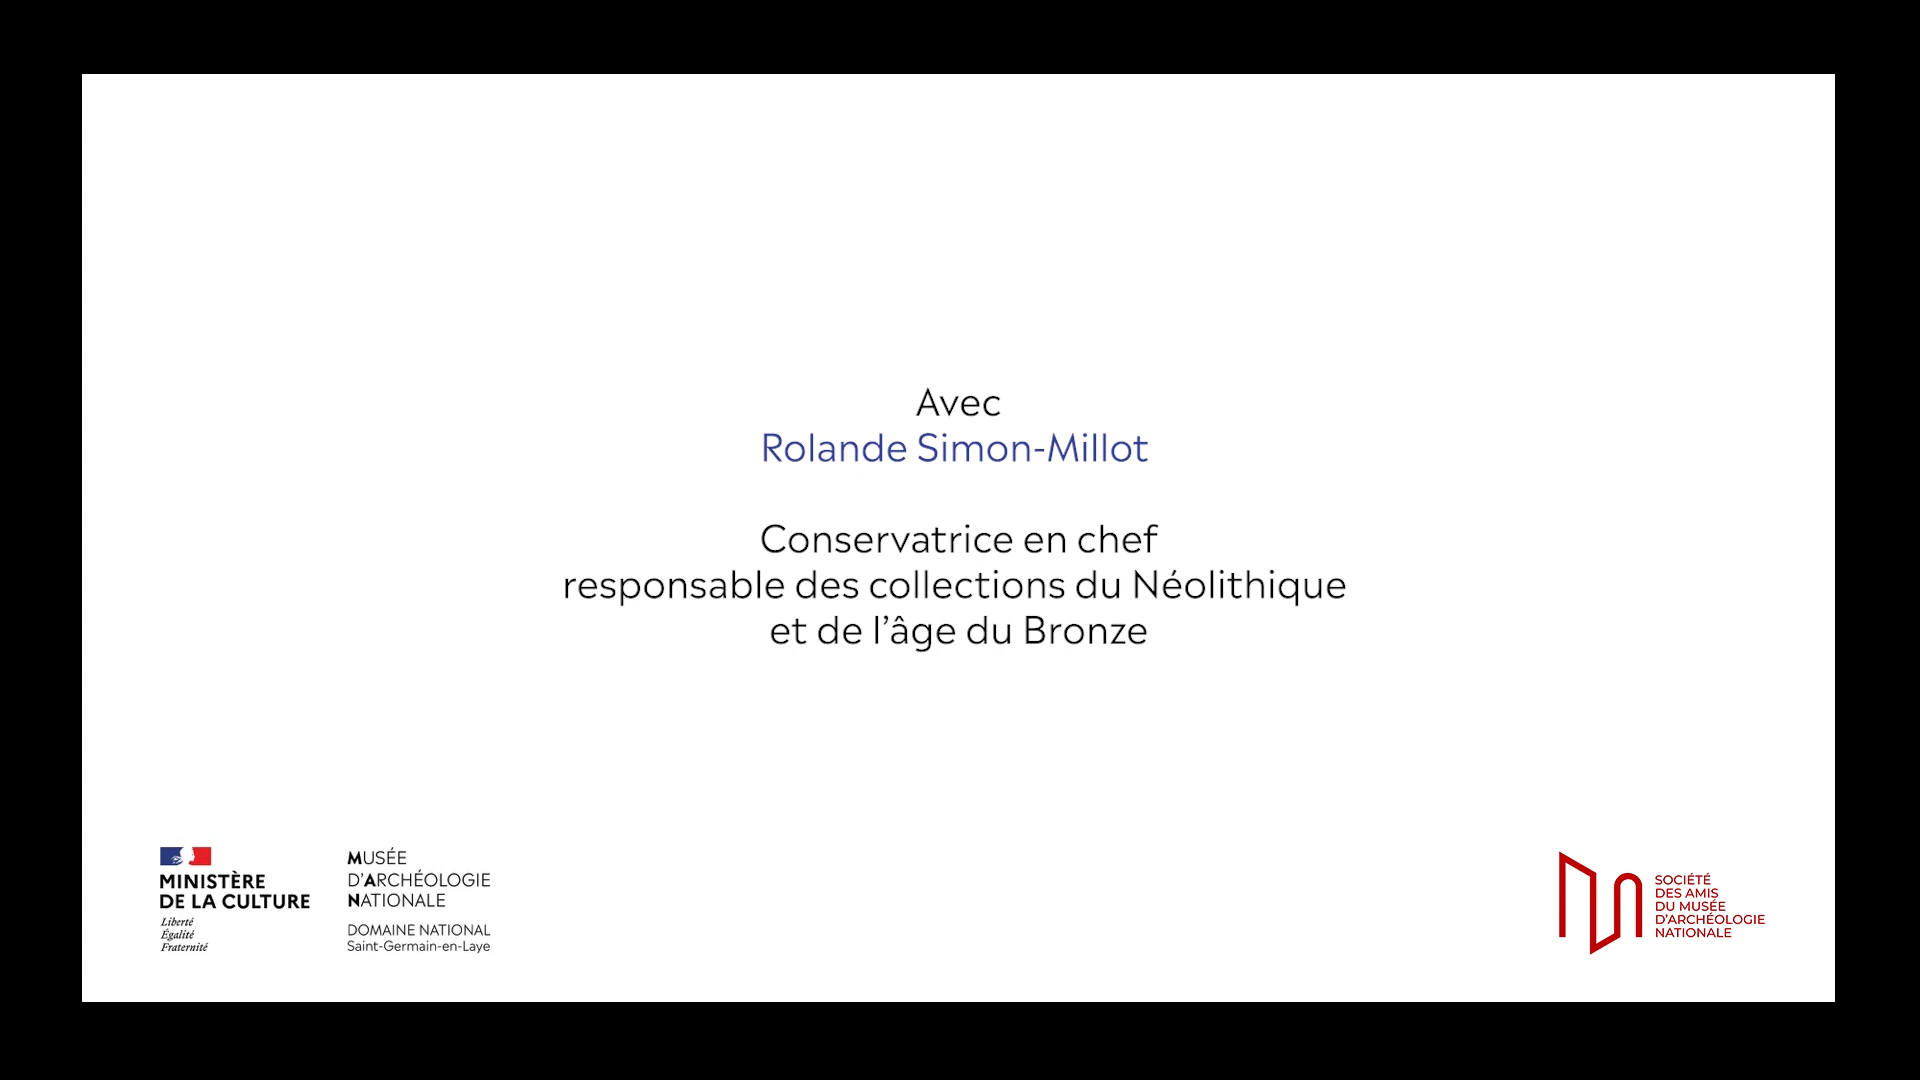 Avec
Rolande Simon-Millot
Conservatrice en chef
responsable des collections du Néolithique
et de l’âge du Bronze
MINISTÈRE
DE LA CULTURE
Liberté
Égalité
Fraternité
MUSÉE
D’ARCHÉOLOGIE
NATIONALE
DOMAINE NATIONAL
Saint-Germain-en-Laye
SOCIÉTÉ
DES AMIS
DU MUSÉE
D’ARCHÉOLOGIE
NATIONALE